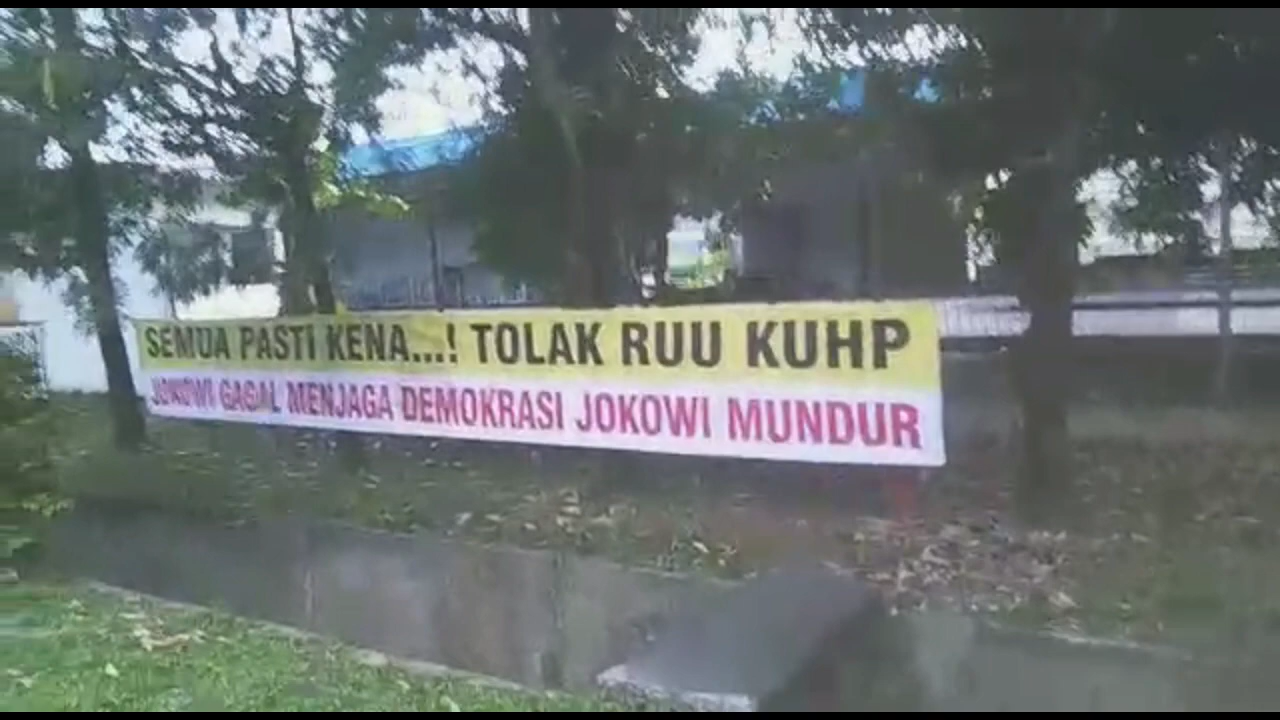 SEMUA PASTI KENA...! TOLAK RUU KUHP
JOKOWI GAGAL MENJAGA DEMOKRASI JOKOWI MUNDUR